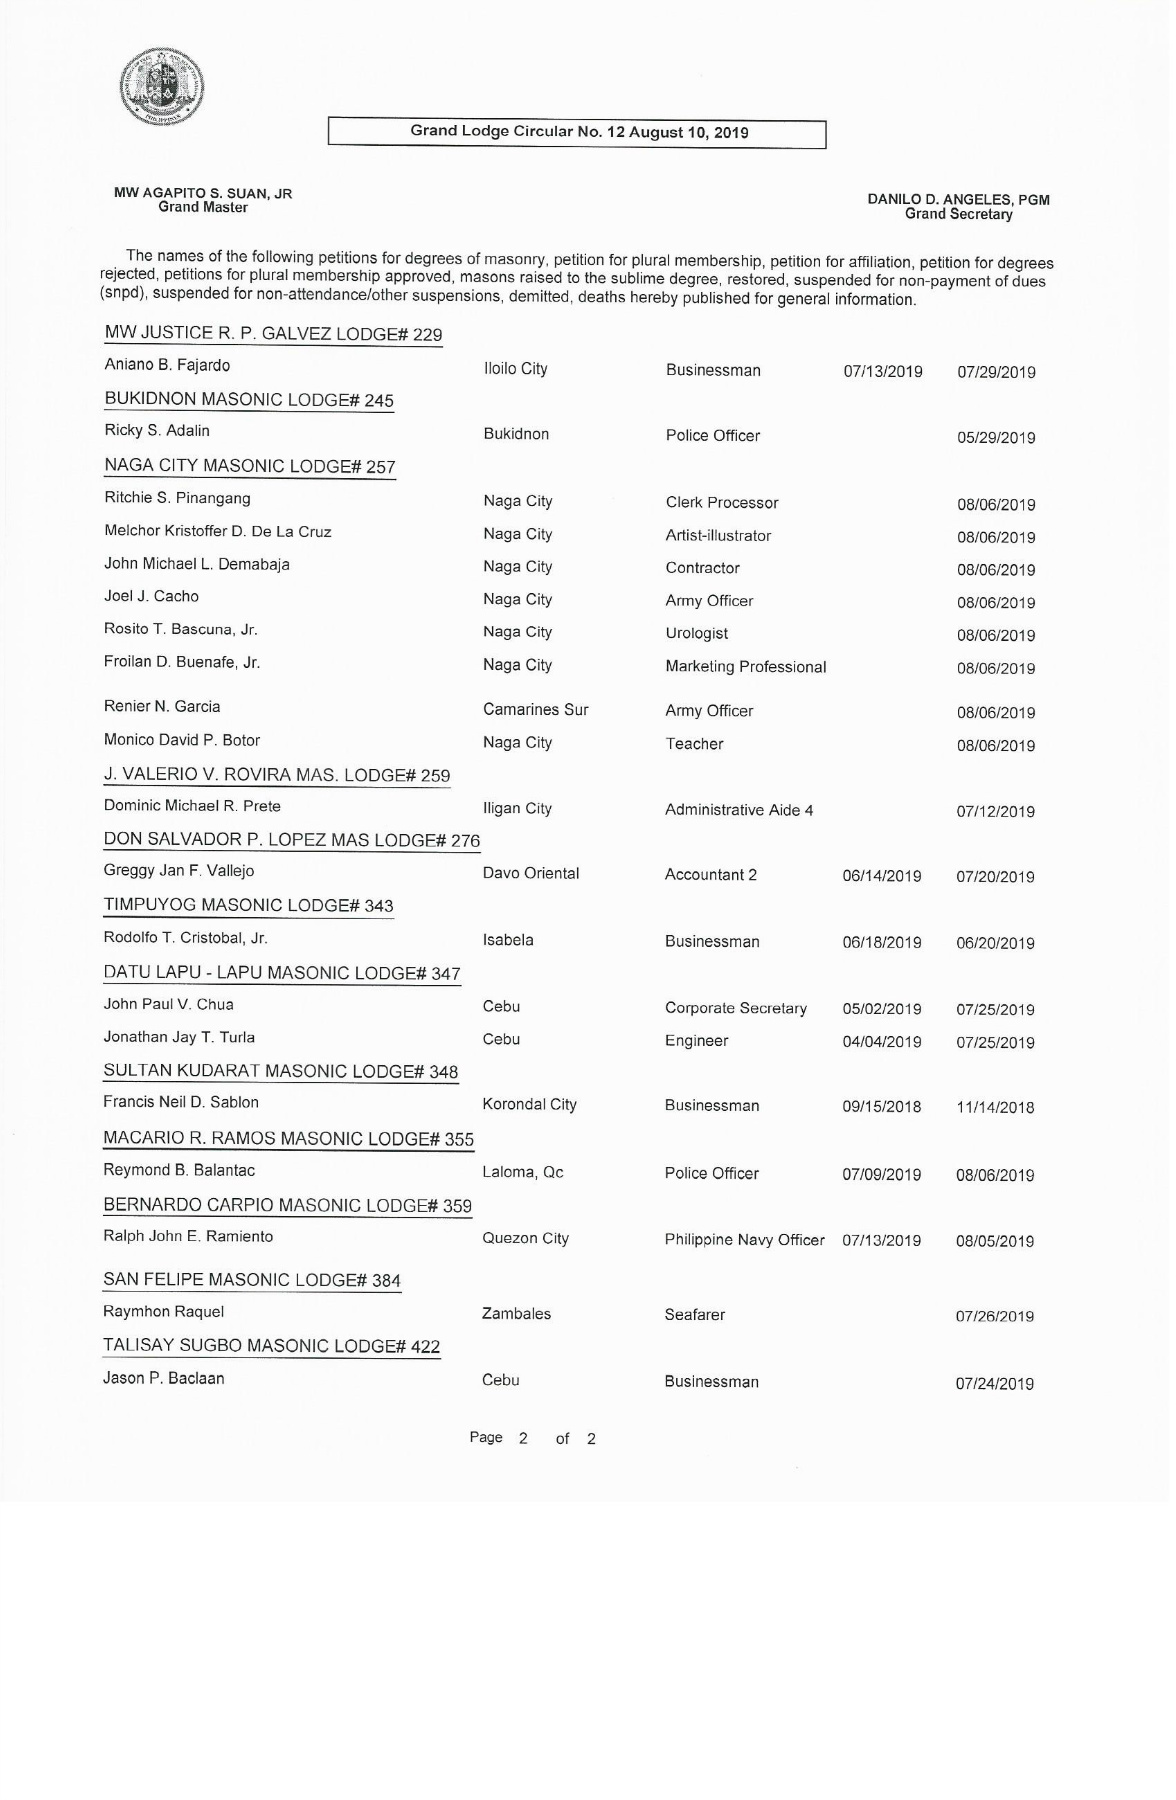 PHILIPPINES
Grand Lodge Circular No. 12 August 10, 2019
MW AGAPITO S. SUAN, JR
Grand Master
DANILO D. ANGELES, PGM
Grand Secretary
The names of the following petitions for degrees of masonry, petition for plural membership, petition for affiliation, petition for degrees
rejected, petitions for plural membership approved, masons raised to the sublime degree, restored, suspended for non-payment of dues
(snpd), suspended for non-attendance/other suspensions, demitted, deaths hereby published for general information.
MW JUSTICE R. P. GALVEZ LODGE# 229
Aniano B. Fajardo Iloilo City Businessman 07/13/2019 07/29/2019
BUKIDNON MASONIC LODGE# 245
Ricky S. Adalin Bukidnon Police Officer 05/29/2019
NAGA CITY MASONIC LODGE# 257
Ritchie S. Pinangang Naga City Clerk Processor 08/06/2019
Melchor Kristoffer D. De La Cruz Naga City Artist-illustrator 08/06/2019
John Michael L. Demabaja Naga City Contractor 08/06/2019
Joel J. Cacho Naga City Army Officer 08/06/2019
Rosito T. Bascuna, Jr. Naga City Urologist 08/06/2019
Froilan D. Buenafe, Jr. Naga City Marketing Professional 08/06/2019
Renier N. Garcia Camarines Sur Army Officer 08/06/2019
Monico David P. Botor Naga City Teacher 08/06/2019
J. VALERIO V. ROVIRA MAS. LODGE# 259
Dominic Michael R. Prete Iligan City Administrative Aide 4 07/12/2019
DON SALVADOR P. LOPEZ MAS LODGE# 276
Greggy Jan F. Vallejo Davo Oriental Accountant 2 06/14/2019 07/20/2019
TIMPUYOG MASONIC LODGE# 343
Rodolfo T. Cristobal, Jr. Isabela Businessman 06/18/2019 06/20/2019
DATU LAPU - LAPU MASONIC LODGE# 347
John Paul V. Chua Cebu Corporate Secretary 05/02/2019 07/25/2019
Jonathan Jay T. Turla Cebu Engineer 04/04/2019 07/25/2019
SULTAN KUDARAT MASONIC LODGE# 348
Francis Neil D. Sablon Korondal City Businessman 09/15/2018 11/14/2018
MACARIO R. RAMOS MASONIC LODGE# 355
Reymond B. Balantac Laloma, Qc Police Officer 07/09/2019 08/06/2019
BERNARDO CARPIO MASONIC LODGE# 359
Ralph John E. Ramiento Quezon City Philippine Navy Officer 07/13/2019 08/05/2019
SAN FELIPE MASONIC LODGE# 384
Raymhon Raquel Zambales Seafarer 07/26/2019
TALISAY SUGBO MASONIC LODGE# 422
Jason P. Baclaan Cebu Businessman 07/24/2019
Page 2 of 2